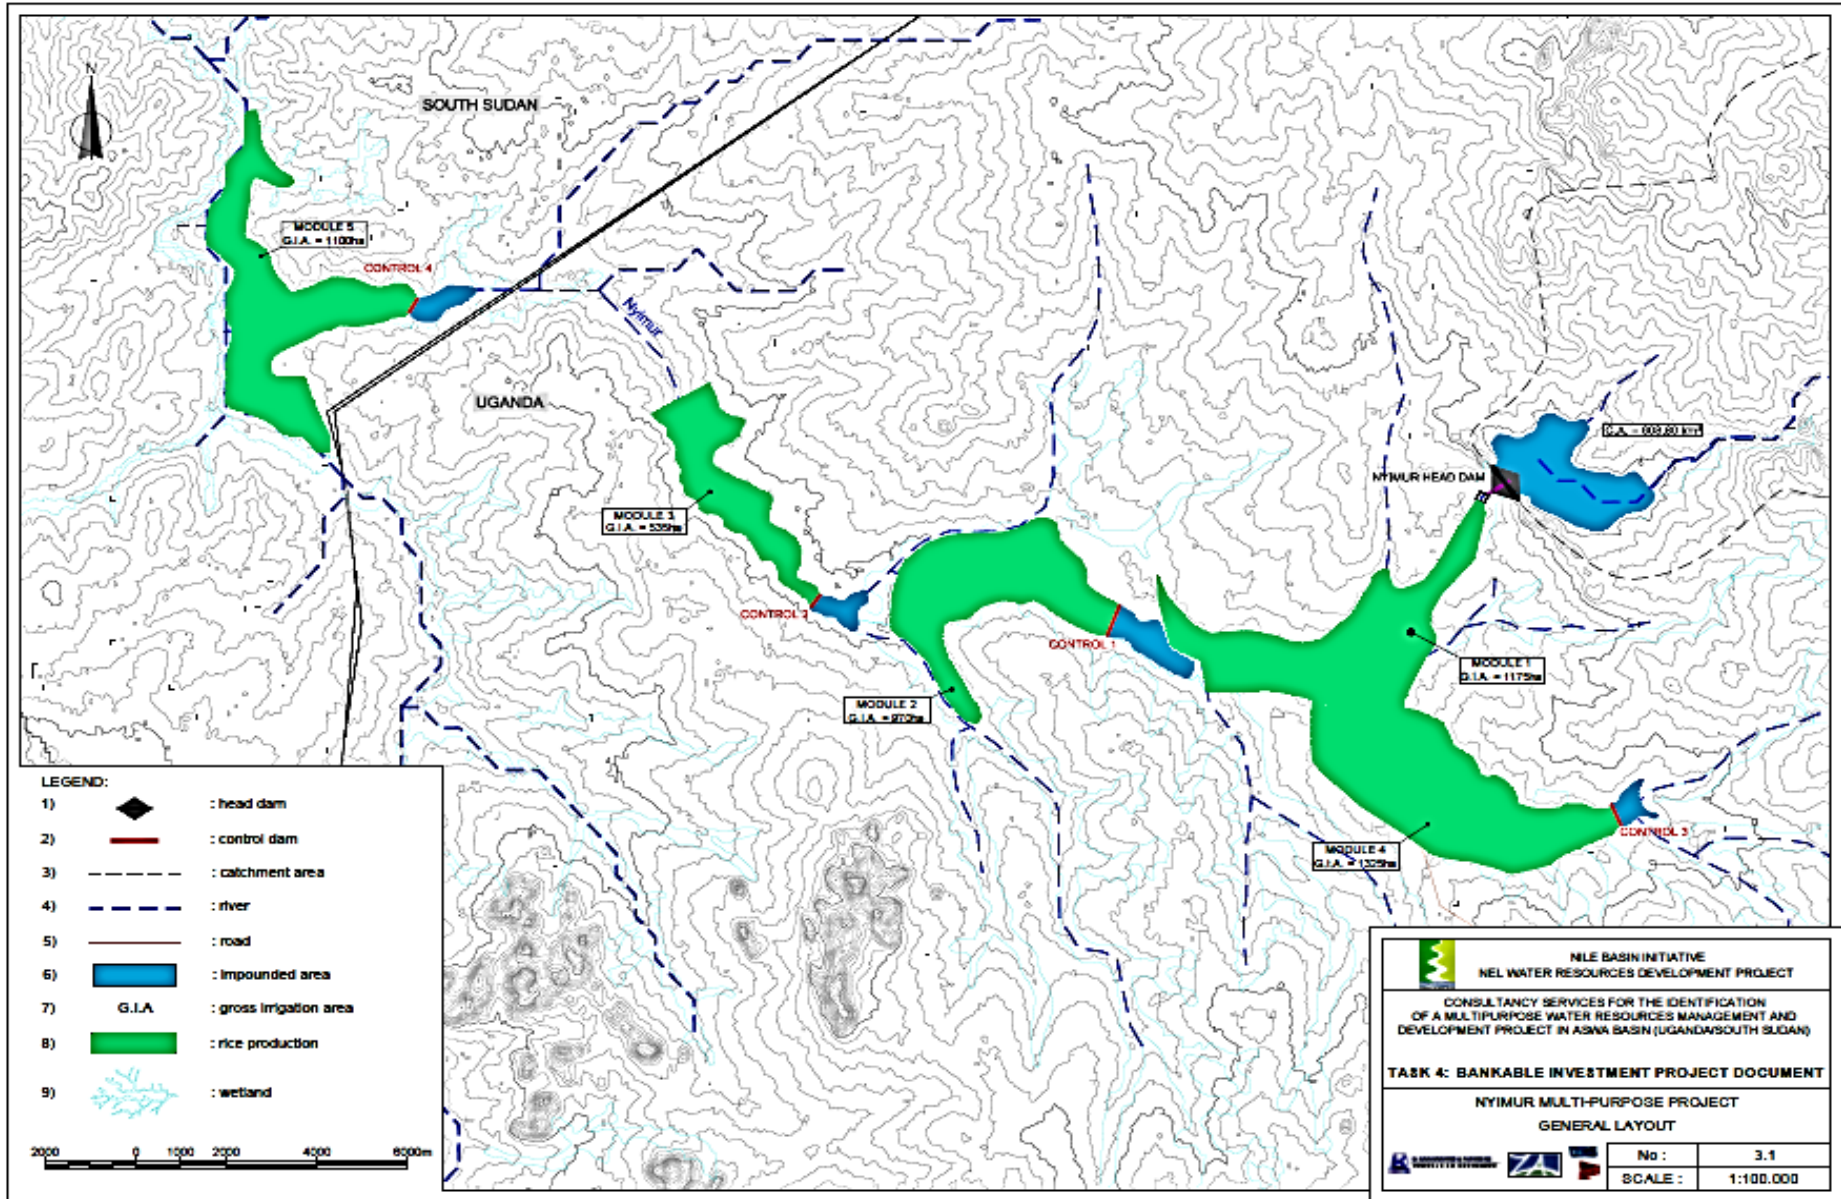 N
SOUTH SUDAN
MODULE 5
G.I.A. = 1100ha
CONTROL 4
Nyimur
UGANDA
C.A. = 608.80 km²
NYIMUR HEAD DAM
MODULE 3
G.I.A. = 535ha
CONTROL 2
CONTROL 1
MODULE 1
G.I.A. = 1175ha
MODULE 2
G.I.A. = 970ha
CONTROL 3
MODULE 4
G.I.A. = 1325ha
LEGEND:
1) : head dam
2) : control dam
3) : catchment area
4) : river
5) : road
6) : impounded area
7) G.I.A : gross irrigation area
8) : rice production
9) : wetland
2000 0 1000 2000 4000 6000m
NILE BASIN INITIATIVE
NEL WATER RESOURCES DEVELOPMENT PROJECT
CONSULTANCY SERVICES FOR THE IDENTIFICATION
OF A MULTIPURPOSE WATER RESOURCES MANAGEMENT AND
DEVELOPMENT PROJECT IN ASWA BASIN (UGANDA/SOUTH SUDAN)
TASK 4: BANKABLE INVESTMENT PROJECT DOCUMENT
NYIMUR MULTI-PURPOSE PROJECT
GENERAL LAYOUT
No : 3.1
SCALE : 1:100.000